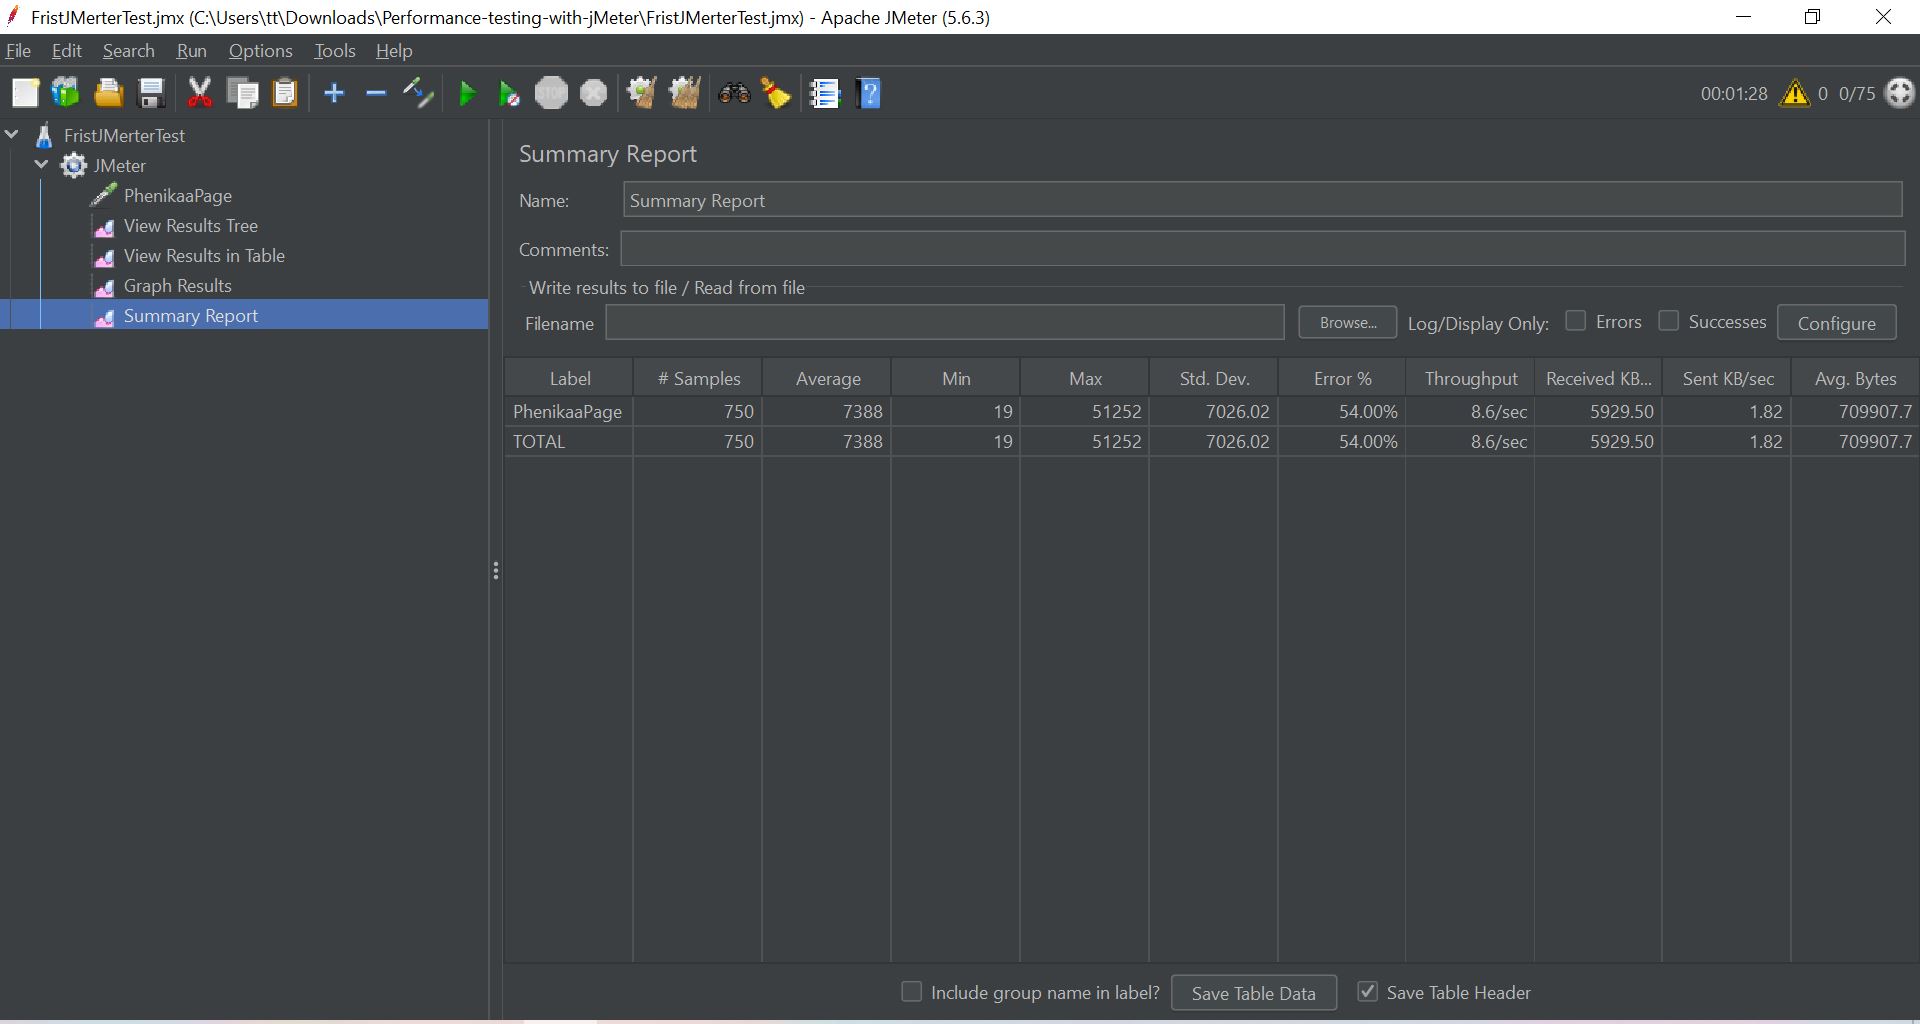 FristJMerterTest.jmx (C:\Users\tt\Downloads\Performance-testing-with-jMeter\FristJMerterTest.jmx) - Apache JMeter (5.6.3)
File Edit Search Run Options Tools Help
STOP
00:01:28 0 0/75
FristJMerterTest
JMeter
PhenikaaPage
View Results Tree
View Results in Table
Graph Results
Summary Report
Summary Report
Name: Summary Report
Comments:
Write results to file / Read from file
Filename Browse... Log/Display Only: Errors Successes Configure
Label # Samples Average Min Max Std. Dev. Error % Throughput Received KB... Sent KB/sec Avg. Bytes
PhenikaaPage 750 7388 19 51252 7026.02 54.00% 8.6/sec 5929.50 1.82 709907.7
TOTAL 750 7388 19 51252 7026.02 54.00% 8.6/sec 5929.50 1.82 709907.7
Include group name in label? Save Table Data Save Table Header